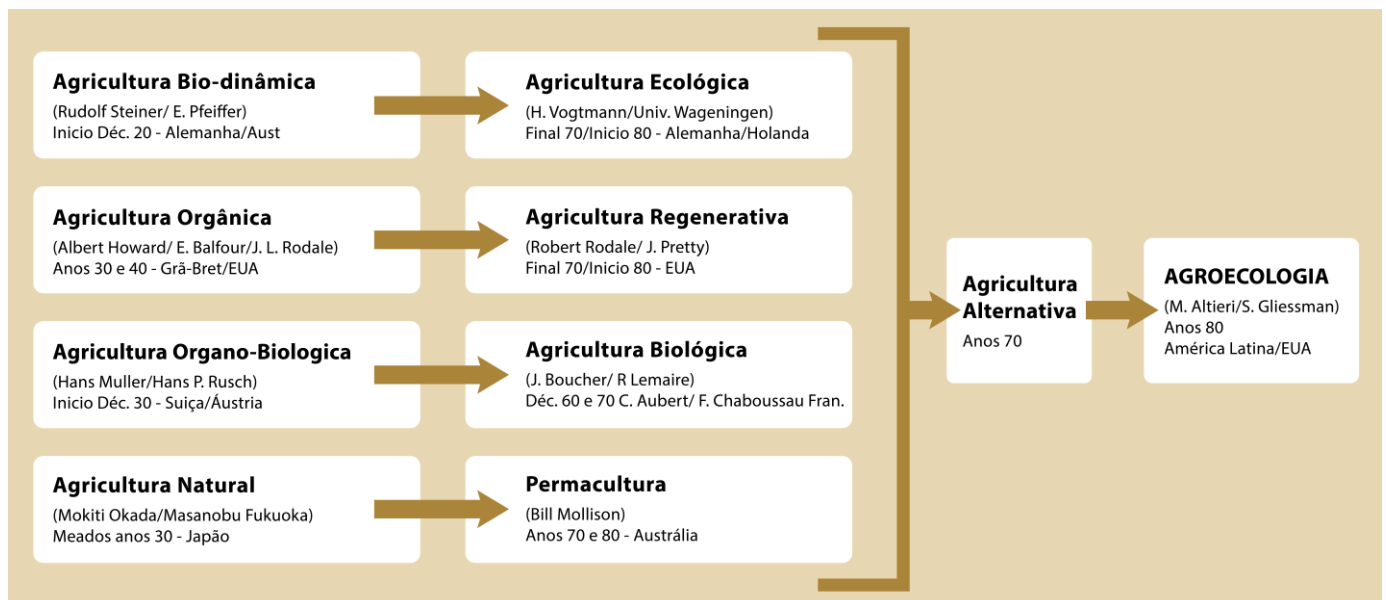 Agricultura Bio-dinâmica
(Rudolf Steiner/ E. Pfeiffer)
Inicio Déc. 20 - Alemanha/Aust
Agricultura Ecológica
(H. Vogtmann/Univ. Wageningen)
Final 70/Inicio 80 - Alemanha/Holanda
Agricultura Orgânica
(Albert Howard/ E. Balfour/J. L. Rodale)
Anos 30 e 40 - Grã-Bret/EUA
Agricultura Regenerativa
(Robert Rodale/ J. Pretty)
Final 70/Inicio 80 - EUA
Agricultura Organo-Biologica
(Hans Muller/Hans P. Rusch)
Inicio Déc. 30 - Suiça/Áustria
Agricultura Biológica
(J. Boucher/ R Lemaire)
Déc. 60 e 70 C. Aubert/ F. Chaboussau Fran.
Agricultura Natural
(Mokiti Okada/Masanobu Fukuoka)
Meados anos 30 - Japão
Permacultura
(Bill Mollison)
Anos 70 e 80 - Austrália
Agricultura
Alternativa
Anos 70
AGROECOLOGIA
(M. Altieri/S. Gliessman)
Anos 80
América Latina/EUA